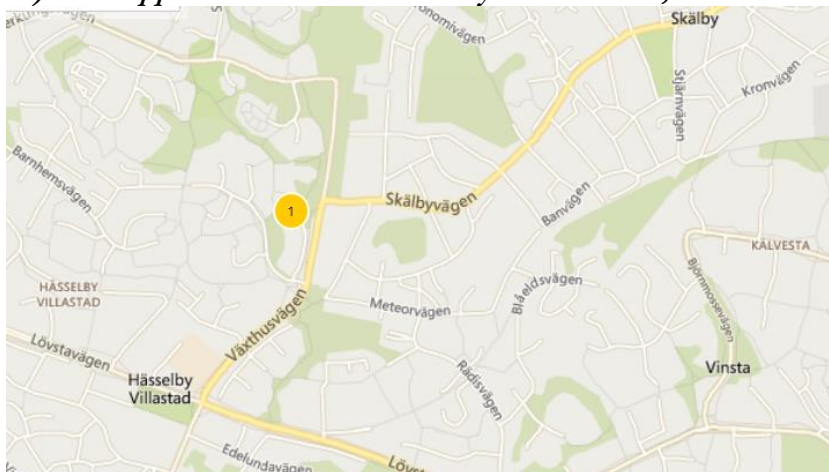 Skälby
Stjärnvägen
Kronvägen
Barnhemsvägen
1
Skälbyvägen
Banvägen
KÄLVESTA
HÄSSELBY
VILLASTAD
Växthusvägen
Meteorvägen
Blåeldsvägen
Björnmossevägen
Lövstavägen
Hässelby
Villastad
Rädisvägen
Vinsta
Edelundavägen